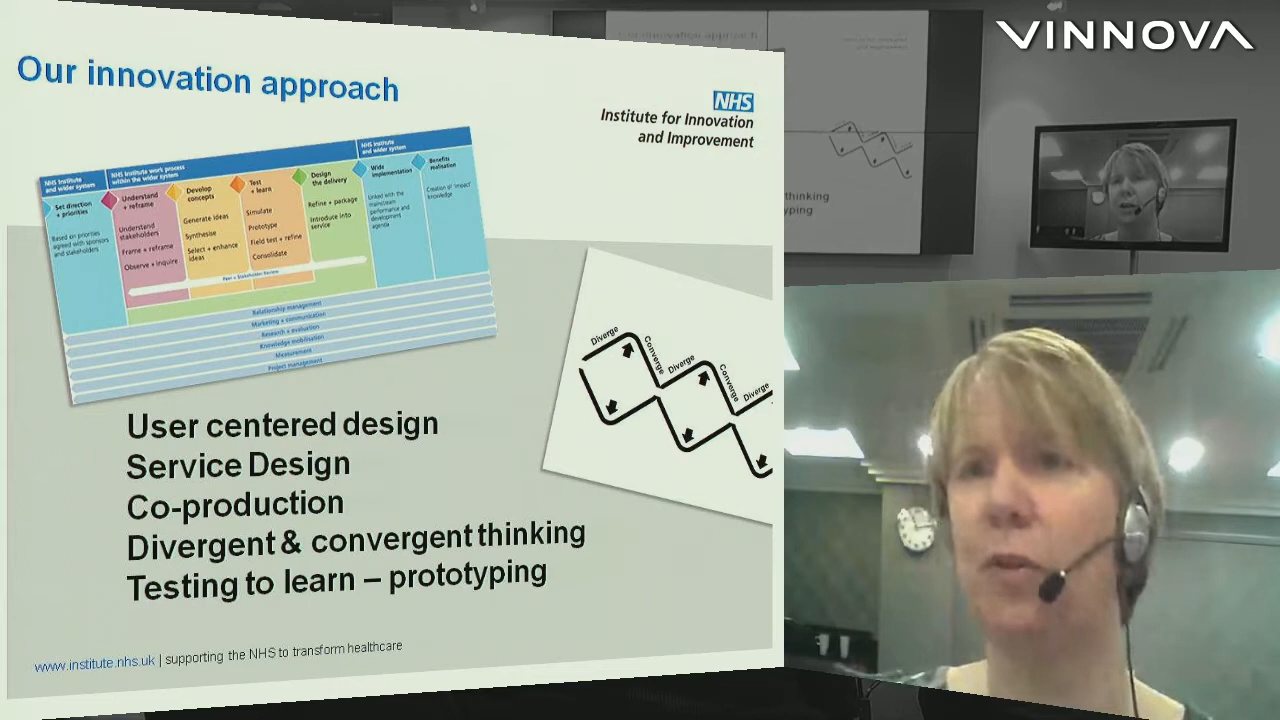 VINNOVA
Our innovation approach
NHS
Institute for Innovation
and Improvement
NHS Institute
and wider system
NHS Institute work process
within the wider system
NHS Institute
and wider system
Set direction
+ priorities
Based on priorities
agreed with sponsors
and stakeholders
Understand
+ reframe
Understand
stakeholders
Frame + reframe
Observe + inquire
Develop
concepts
Generate ideas
Synthesise
Select + enhance
ideas
Test
+ learn
Simulate
Prototype
Field test + refine
Consolidate
Design
the delivery
Refine + package
Introduce into
service
Wide
implementation
Linked with the
mainstream
performance and
development
agenda
Benefits
realisation
Creation of 'impact'
knowledge
Peer + Stakeholder Review
Relationship management
Marketing + communication
Research + evaluation
Knowledge mobilisation
Measurement
Project management
Diverge
Converge
Diverge
Converge
Diverge
User centered design
Service Design
Co-production
Divergent & convergent thinking
Testing to learn – prototyping
www.institute.nhs.uk | supporting the NHS to transform healthcare
thinking
yping